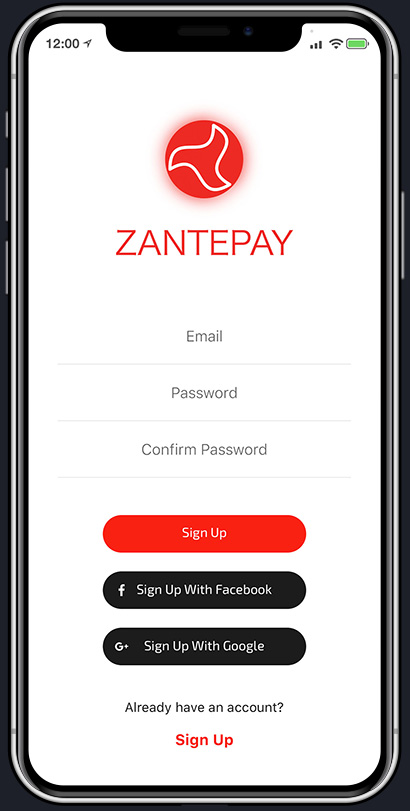 12:00
ZANTEPAY
Email
Password
Confirm Password
Sign Up
Sign Up With Facebook
G+ Sign Up With Google
Already have an account?
Sign Up